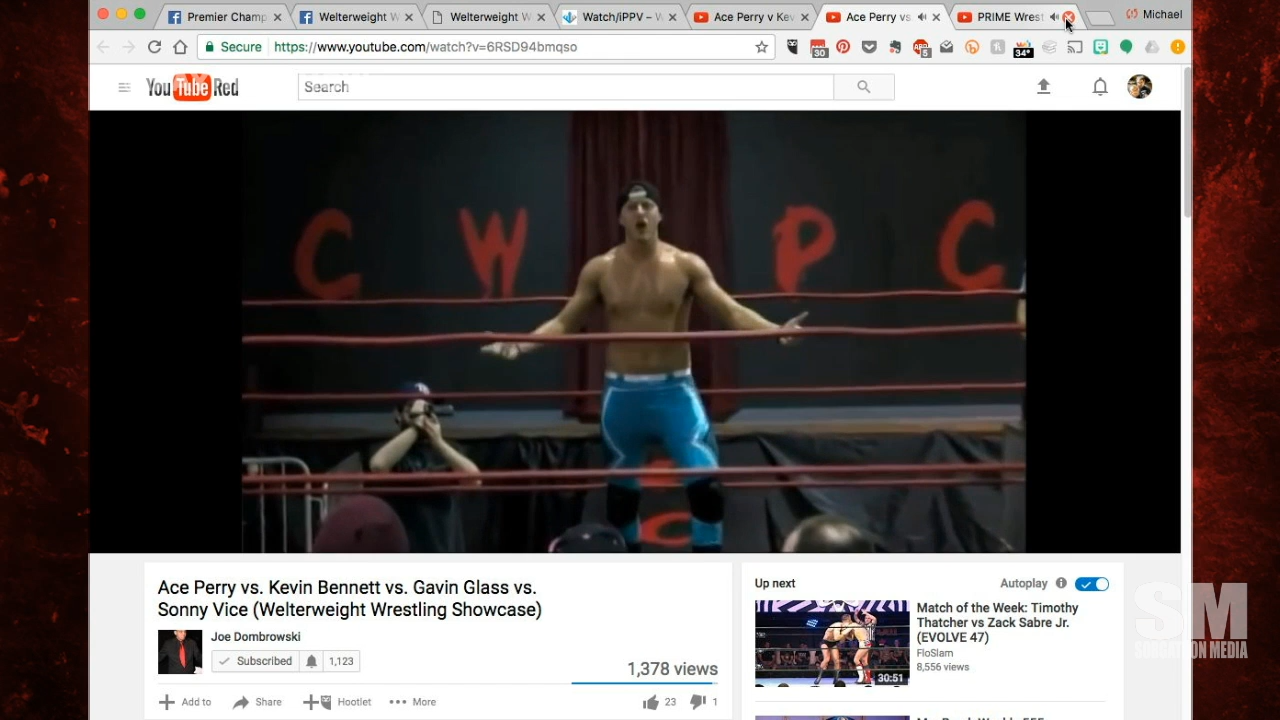 Premier Champ
Welterweight W
Welterweight W
Watch/iPPV – W
Ace Perry v Kev
Ace Perry vs
PRIME Wrest
Michael
Secure
https://www.youtube.com/watch?v=6RSD94bmqso
30
5
34°
YouTube Red
Search
C W P C
C
Ace Perry vs. Kevin Bennett vs. Gavin Glass vs.
Sonny Vice (Welterweight Wrestling Showcase)
Joe Dombrowski
Subscribed
1,123
1,378 views
Add to
Share
Hootlet
More
23
1
Up next
Autoplay
Match of the Week: Timothy
Thatcher vs Zack Sabre Jr.
(EVOLVE 47)
FloSlam
8,556 views
30:51
SM